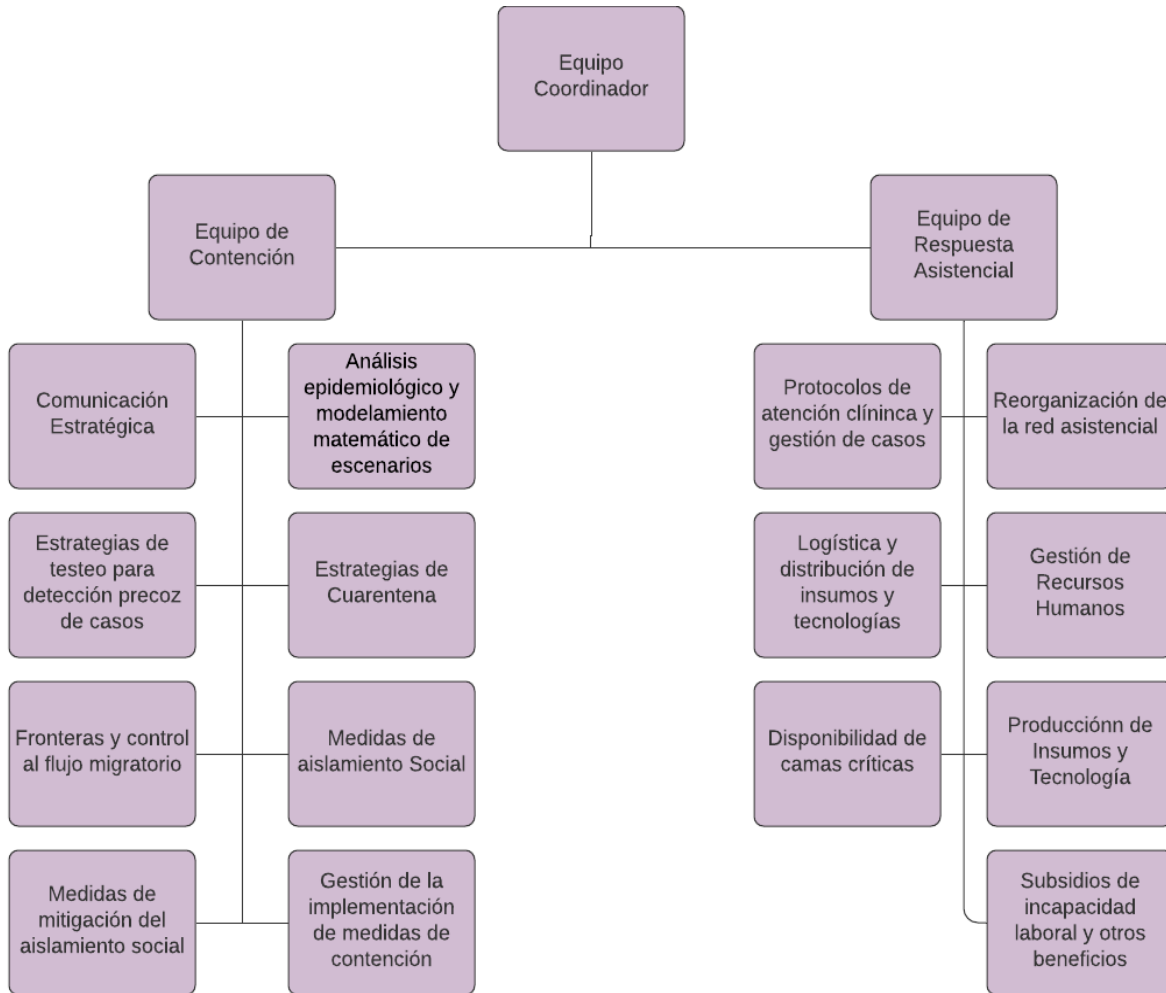 Equipo
Coordinador
Equipo de
Contención
Equipo de
Respuesta
Asistencial
Comunicación
Estratégica
Análisis
epidemiológico y
modelamiento
matemático de
escenarios
Protocolos de
atención clíninca y
gestión de casos
Reorganización de
la red asistencial
Estrategias de
testeo para
detección precoz
de casos
Estrategias de
Cuarentena
Logística y
distribución de
insumos y
tecnologías
Gestión de
Recursos
Humanos
Fronteras y control
al flujo migratorio
Medidas de
aislamiento Social
Disponibilidad de
camas críticas
Producciónn de
Insumos y
Tecnología
Medidas de
mitigación del
aislamiento social
Gestión de la
implementación
de medidas de
contención
Subsidios de
incapacidad
laboral y otros
beneficios